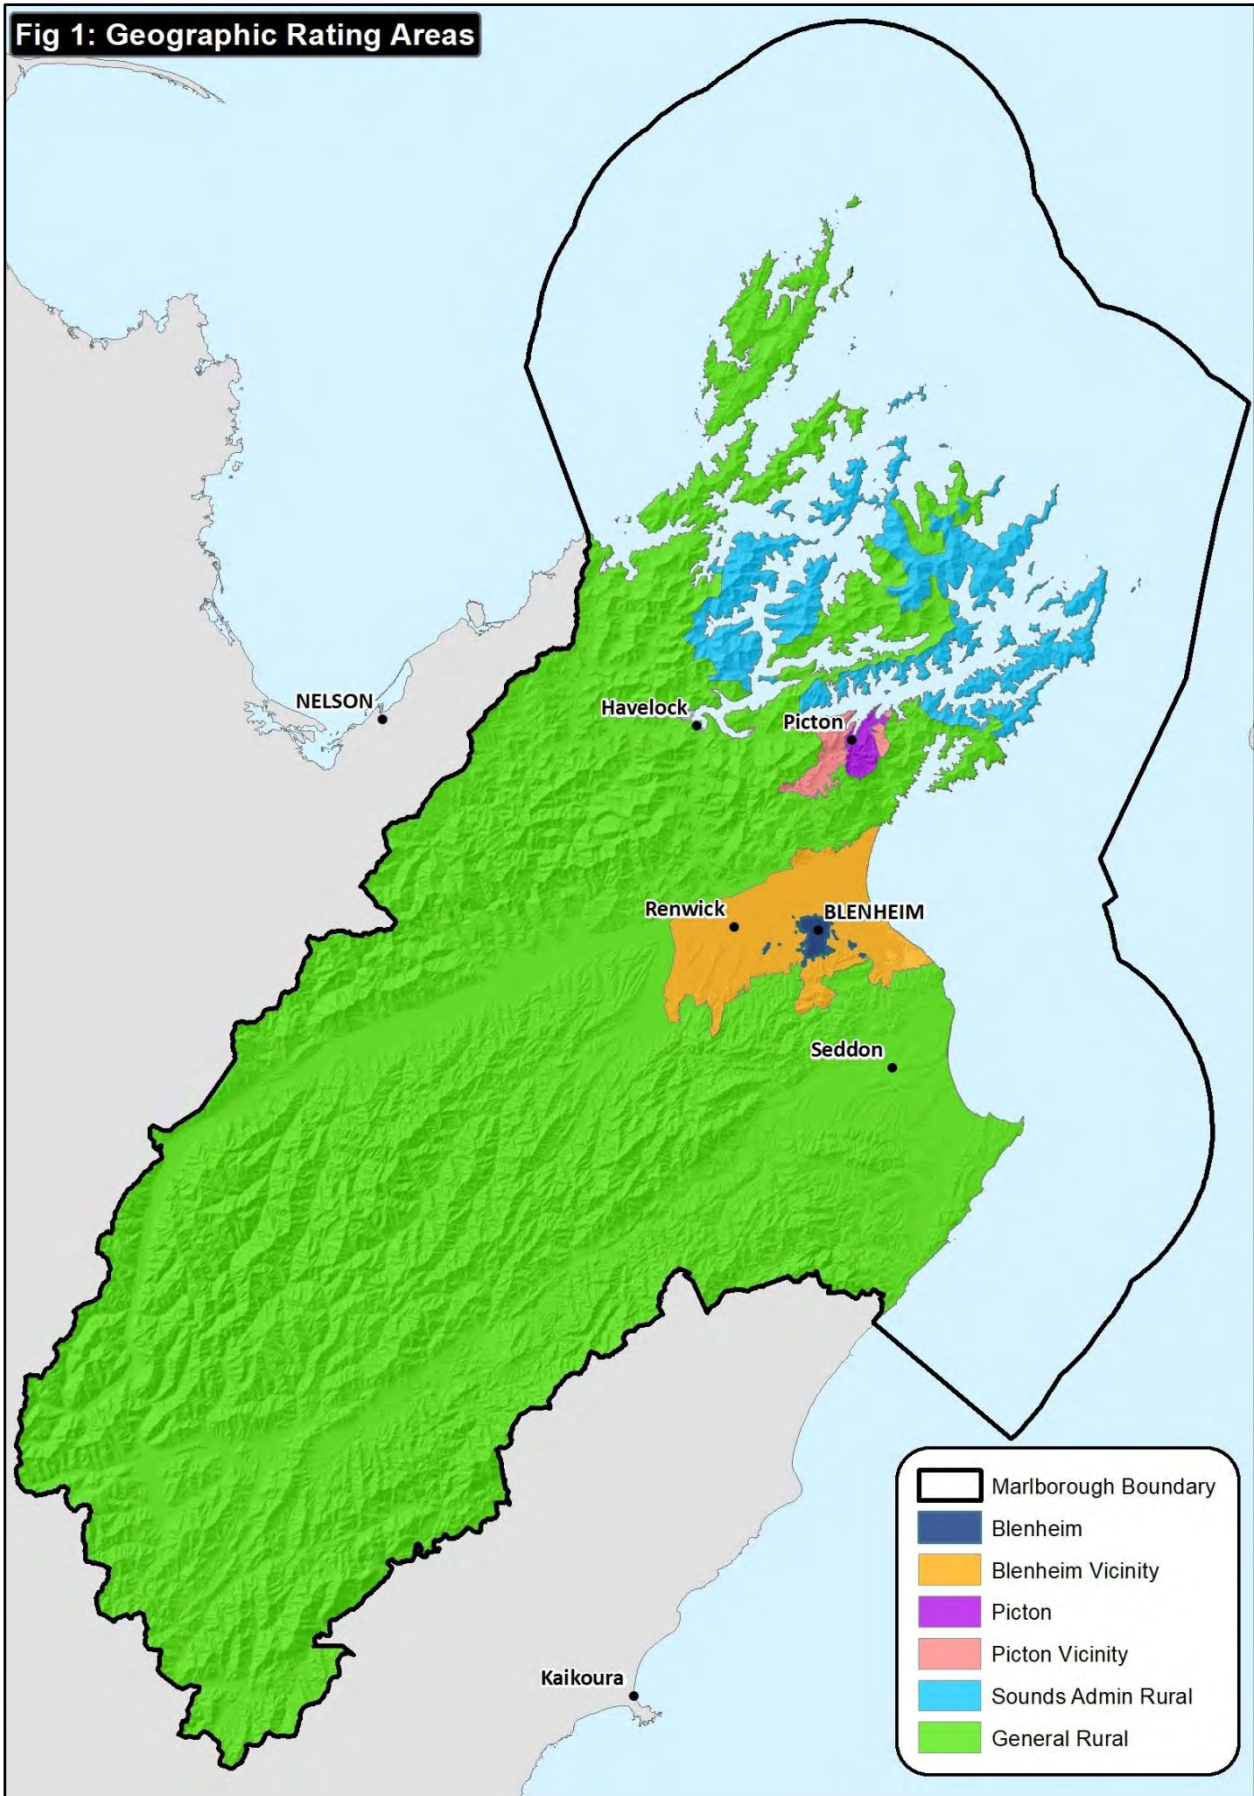 Fig 1: Geographic Rating Areas
NELSON
Havelock
Picton
Renwick
BLENHEIM
Seddon
Kaikoura
Marlborough Boundary
Blenheim
Blenheim Vicinity
Picton
Picton Vicinity
Sounds Admin Rural
General Rural